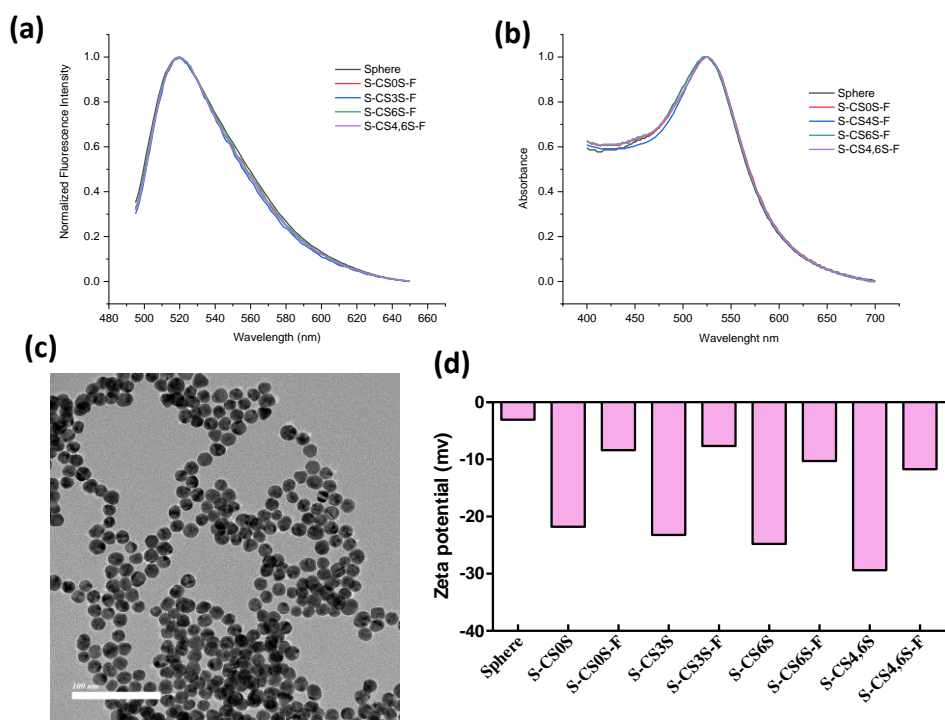 (a)
Normalized Fluorescence Intensity
1.0
0.8
0.6
0.4
0.2
0.0
480 500 520 540 560 580 600 620 640 660
Wavelength (nm)
Sphere
S-CS0S-F
S-CS3S-F
S-CS6S-F
S-CS4,6S-F
(b)
Absorbance
1.0
0.8
0.6
0.4
0.2
0.0
400 450 500 550 600 650 700
Wavelenght nm
Sphere
S-CS0S-F
S-CS4S-F
S-CS6S-F
S-CS4,6S-F
(c)
100 nm
(d)
Zeta potential (mv)
0
-10
-20
-30
-40
Sphere
S-CS0S
S-CS0S-F
S-CS3S
S-CS3S-F
S-CS6S
S-CS6S-F
S-CS4,6S
S-CS4,6S-F